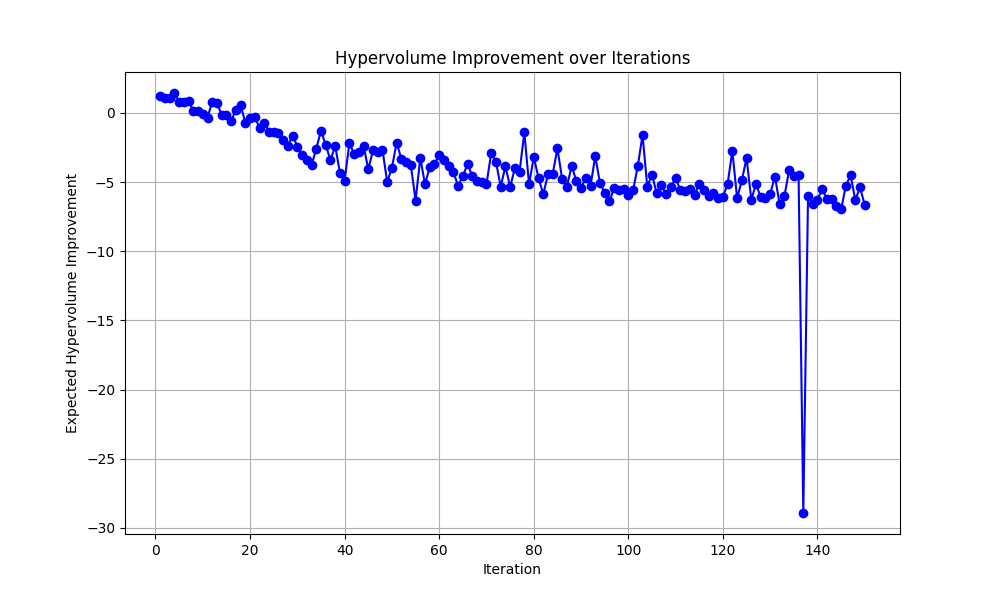 Hypervolume Improvement over Iterations
Expected Hypervolume Improvement
0
−5
−10
−15
−20
−25
−30
0 20 40 60 80 100 120 140
Iteration